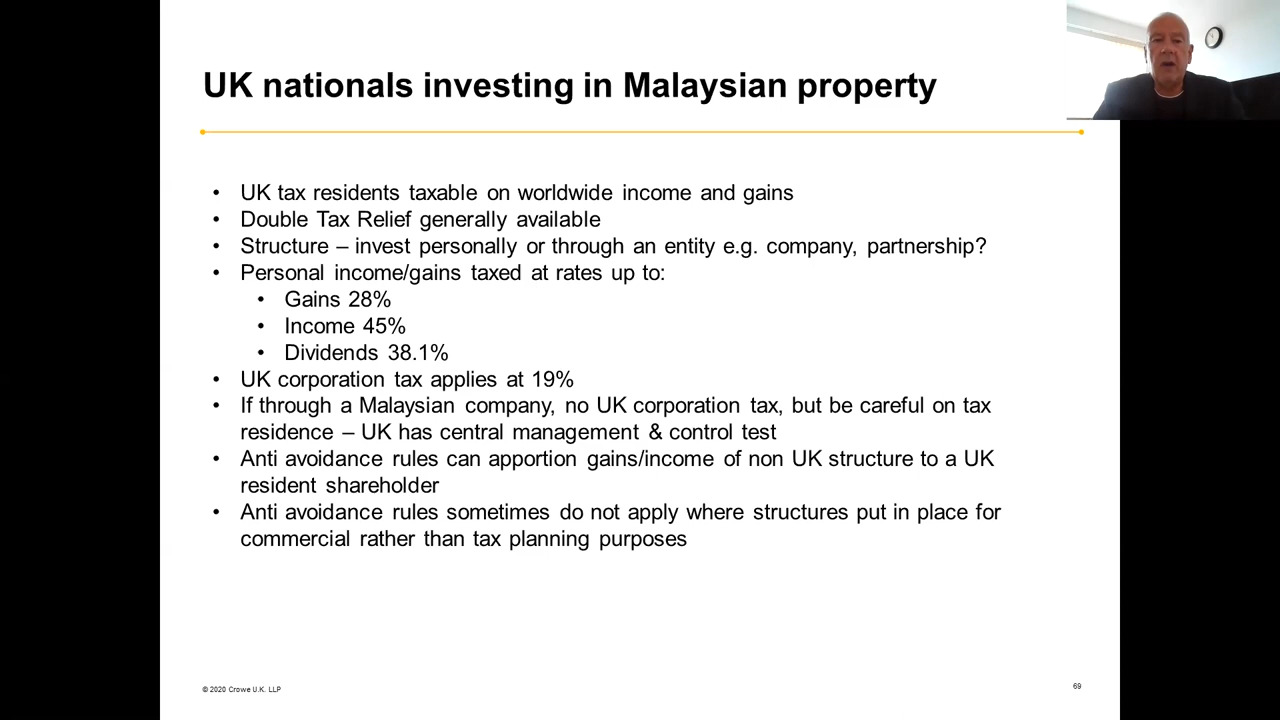 UK nationals investing in Malaysian property
• UK tax residents taxable on worldwide income and gains
• Double Tax Relief generally available
• Structure – invest personally or through an entity e.g. company, partnership?
• Personal income/gains taxed at rates up to:
• Gains 28%
• Income 45%
• Dividends 38.1%
• UK corporation tax applies at 19%
• If through a Malaysian company, no UK corporation tax, but be careful on tax
residence – UK has central management & control test
• Anti avoidance rules can apportion gains/income of non UK structure to a UK
resident shareholder
• Anti avoidance rules sometimes do not apply where structures put in place for
commercial rather than tax planning purposes
© 2020 Crowe U.K. LLP
69